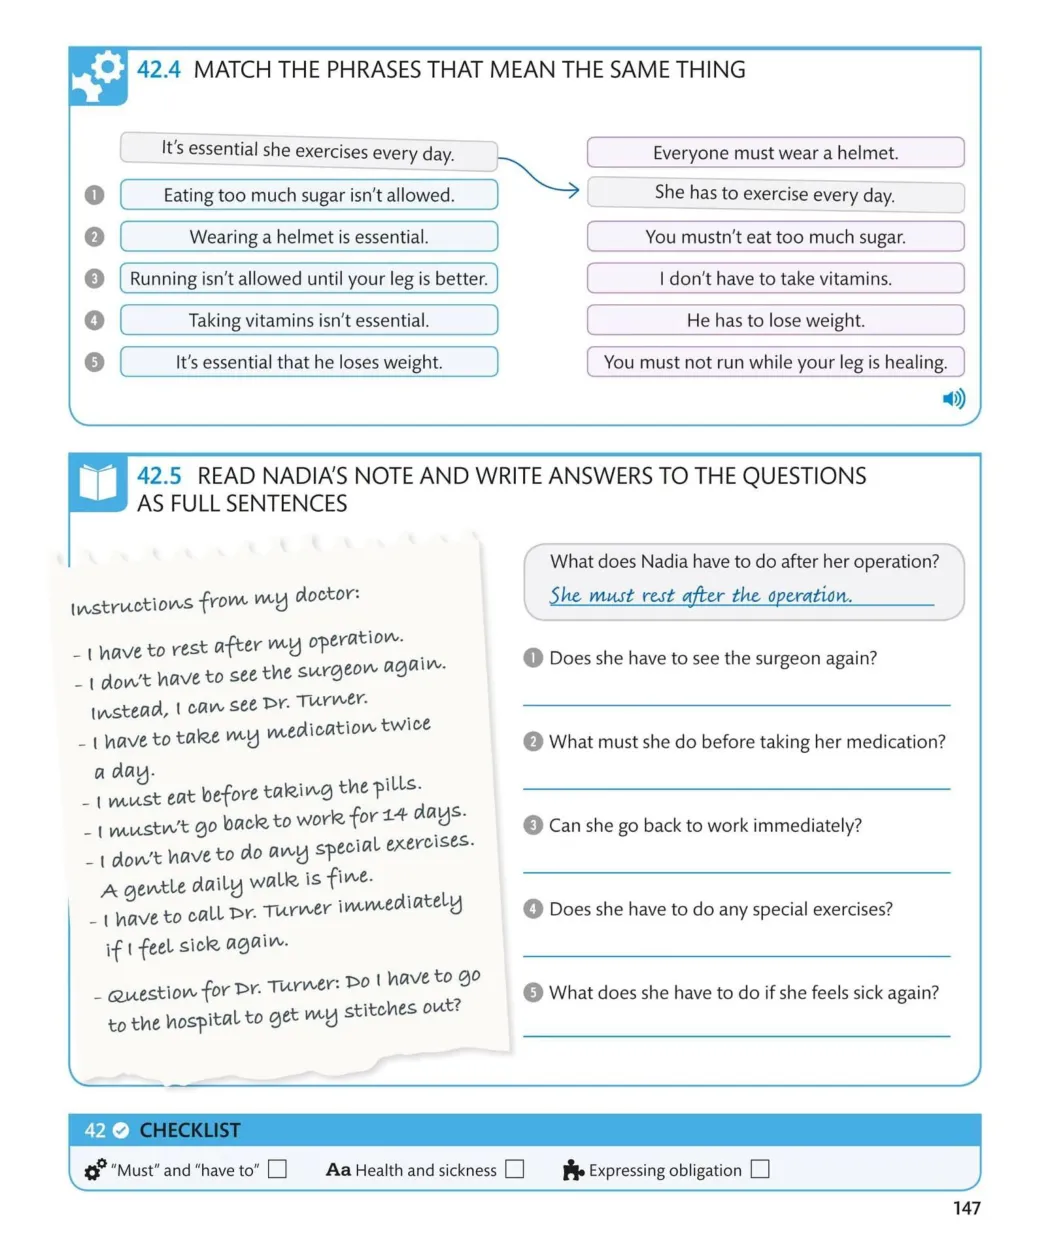 42.4 MATCH THE PHRASES THAT MEAN THE SAME THING
It's essential she exercises every day.
1 Eating too much sugar isn't allowed.
2 Wearing a helmet is essential.
3 Running isn't allowed until your leg is better.
4 Taking vitamins isn't essential.
5 It's essential that he loses weight.
Everyone must wear a helmet.
She has to exercise every day.
You mustn't eat too much sugar.
I don't have to take vitamins.
He has to lose weight.
You must not run while your leg is healing.
42.5 READ NADIA'S NOTE AND WRITE ANSWERS TO THE QUESTIONS
AS FULL SENTENCES
Instructions from my doctor:
- I have to rest after my operation.
- I don't have to see the surgeon again.
Instead, I can see Dr. Turner.
- I have to take my medication twice
a day.
- I must eat before taking the pills.
- I mustn't go back to work for 14 days.
- I don't have to do any special exercises.
A gentle daily walk is fine.
- I have to call Dr. Turner immediately
if I feel sick again.
- Question for Dr. Turner: Do I have to go
to the hospital to get my stitches out?
What does Nadia have to do after her operation?
She must rest after the operation.
1 Does she have to see the surgeon again?
2 What must she do before taking her medication?
3 Can she go back to work immediately?
4 Does she have to do any special exercises?
5 What does she have to do if she feels sick again?
42 CHECKLIST
"Must" and "have to"
Aa Health and sickness
Expressing obligation
147